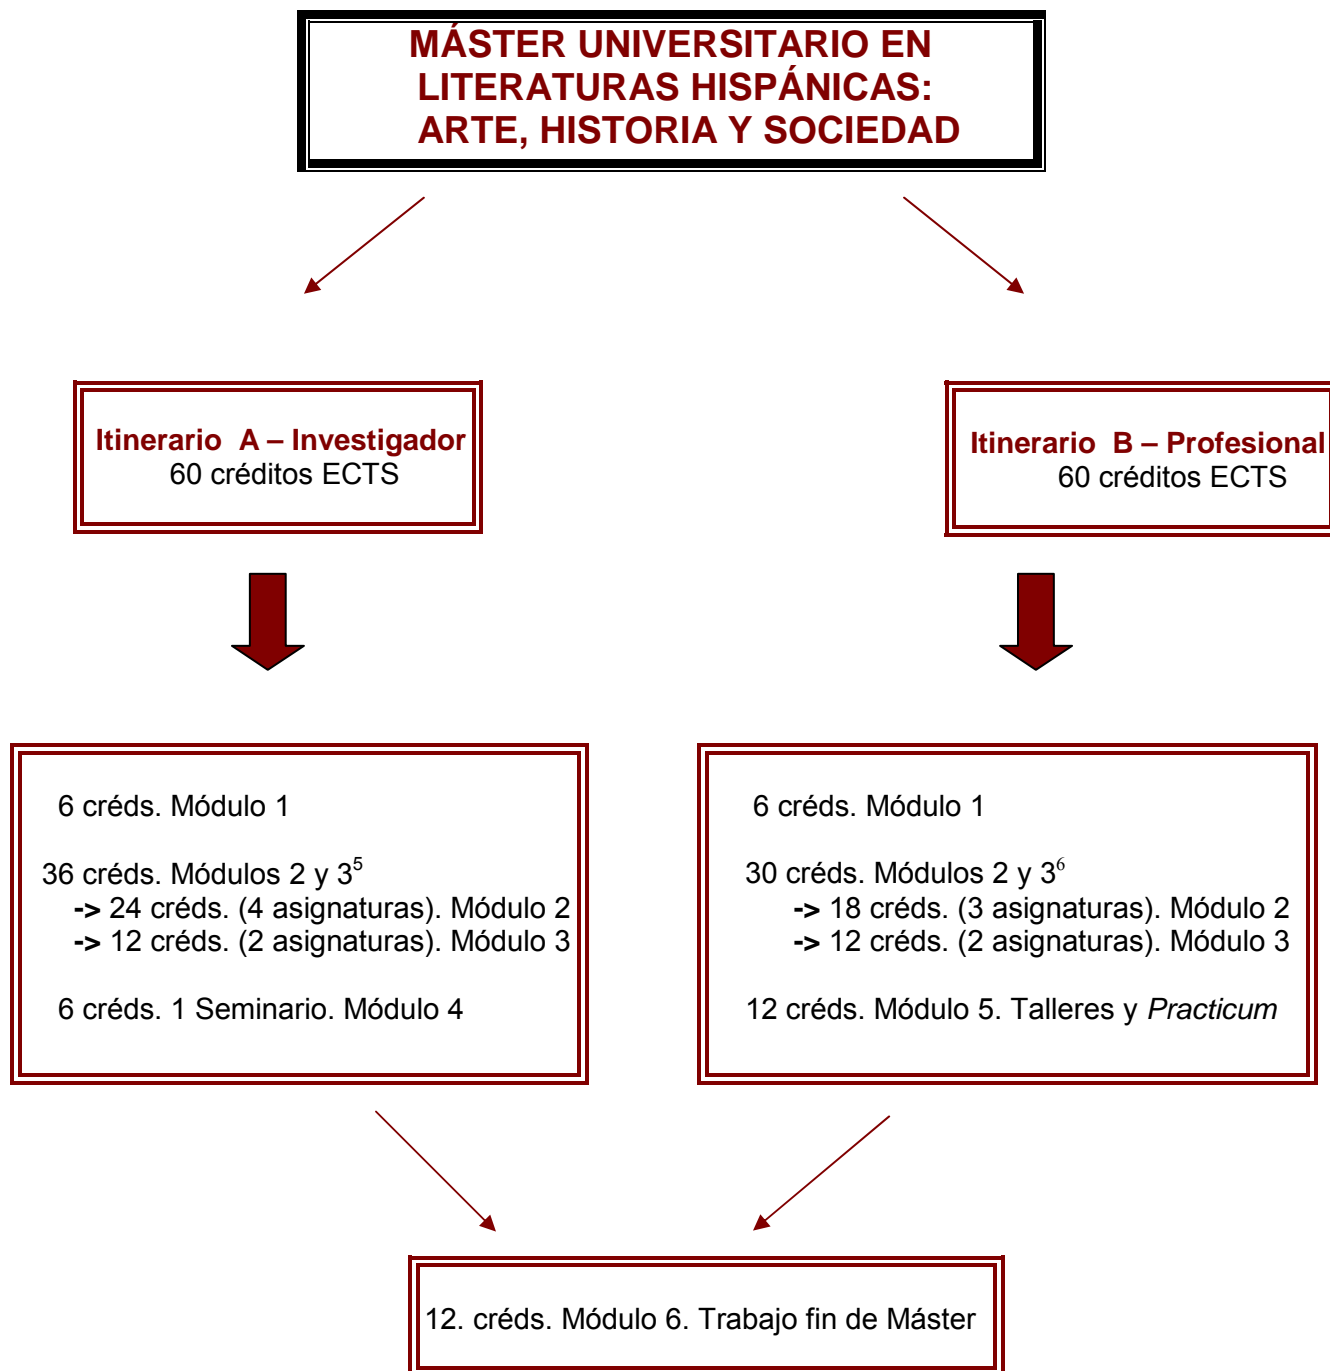 MÁSTER UNIVERSITARIO EN
LITERATURAS HISPÁNICAS:
ARTE, HISTORIA Y SOCIEDAD
Itinerario A – Investigador
60 créditos ECTS
Itinerario B – Profesional
60 créditos ECTS
6 créds. Módulo 1
36 créds. Módulos 2 y 3⁵
-> 24 créds. (4 asignaturas). Módulo 2
-> 12 créds. (2 asignaturas). Módulo 3
6 créds. 1 Seminario. Módulo 4
6 créds. Módulo 1
30 créds. Módulos 2 y 3⁶
-> 18 créds. (3 asignaturas). Módulo 2
-> 12 créds. (2 asignaturas). Módulo 3
12 créds. Módulo 5. Talleres y Practicum
12. créds. Módulo 6. Trabajo fin de Máster